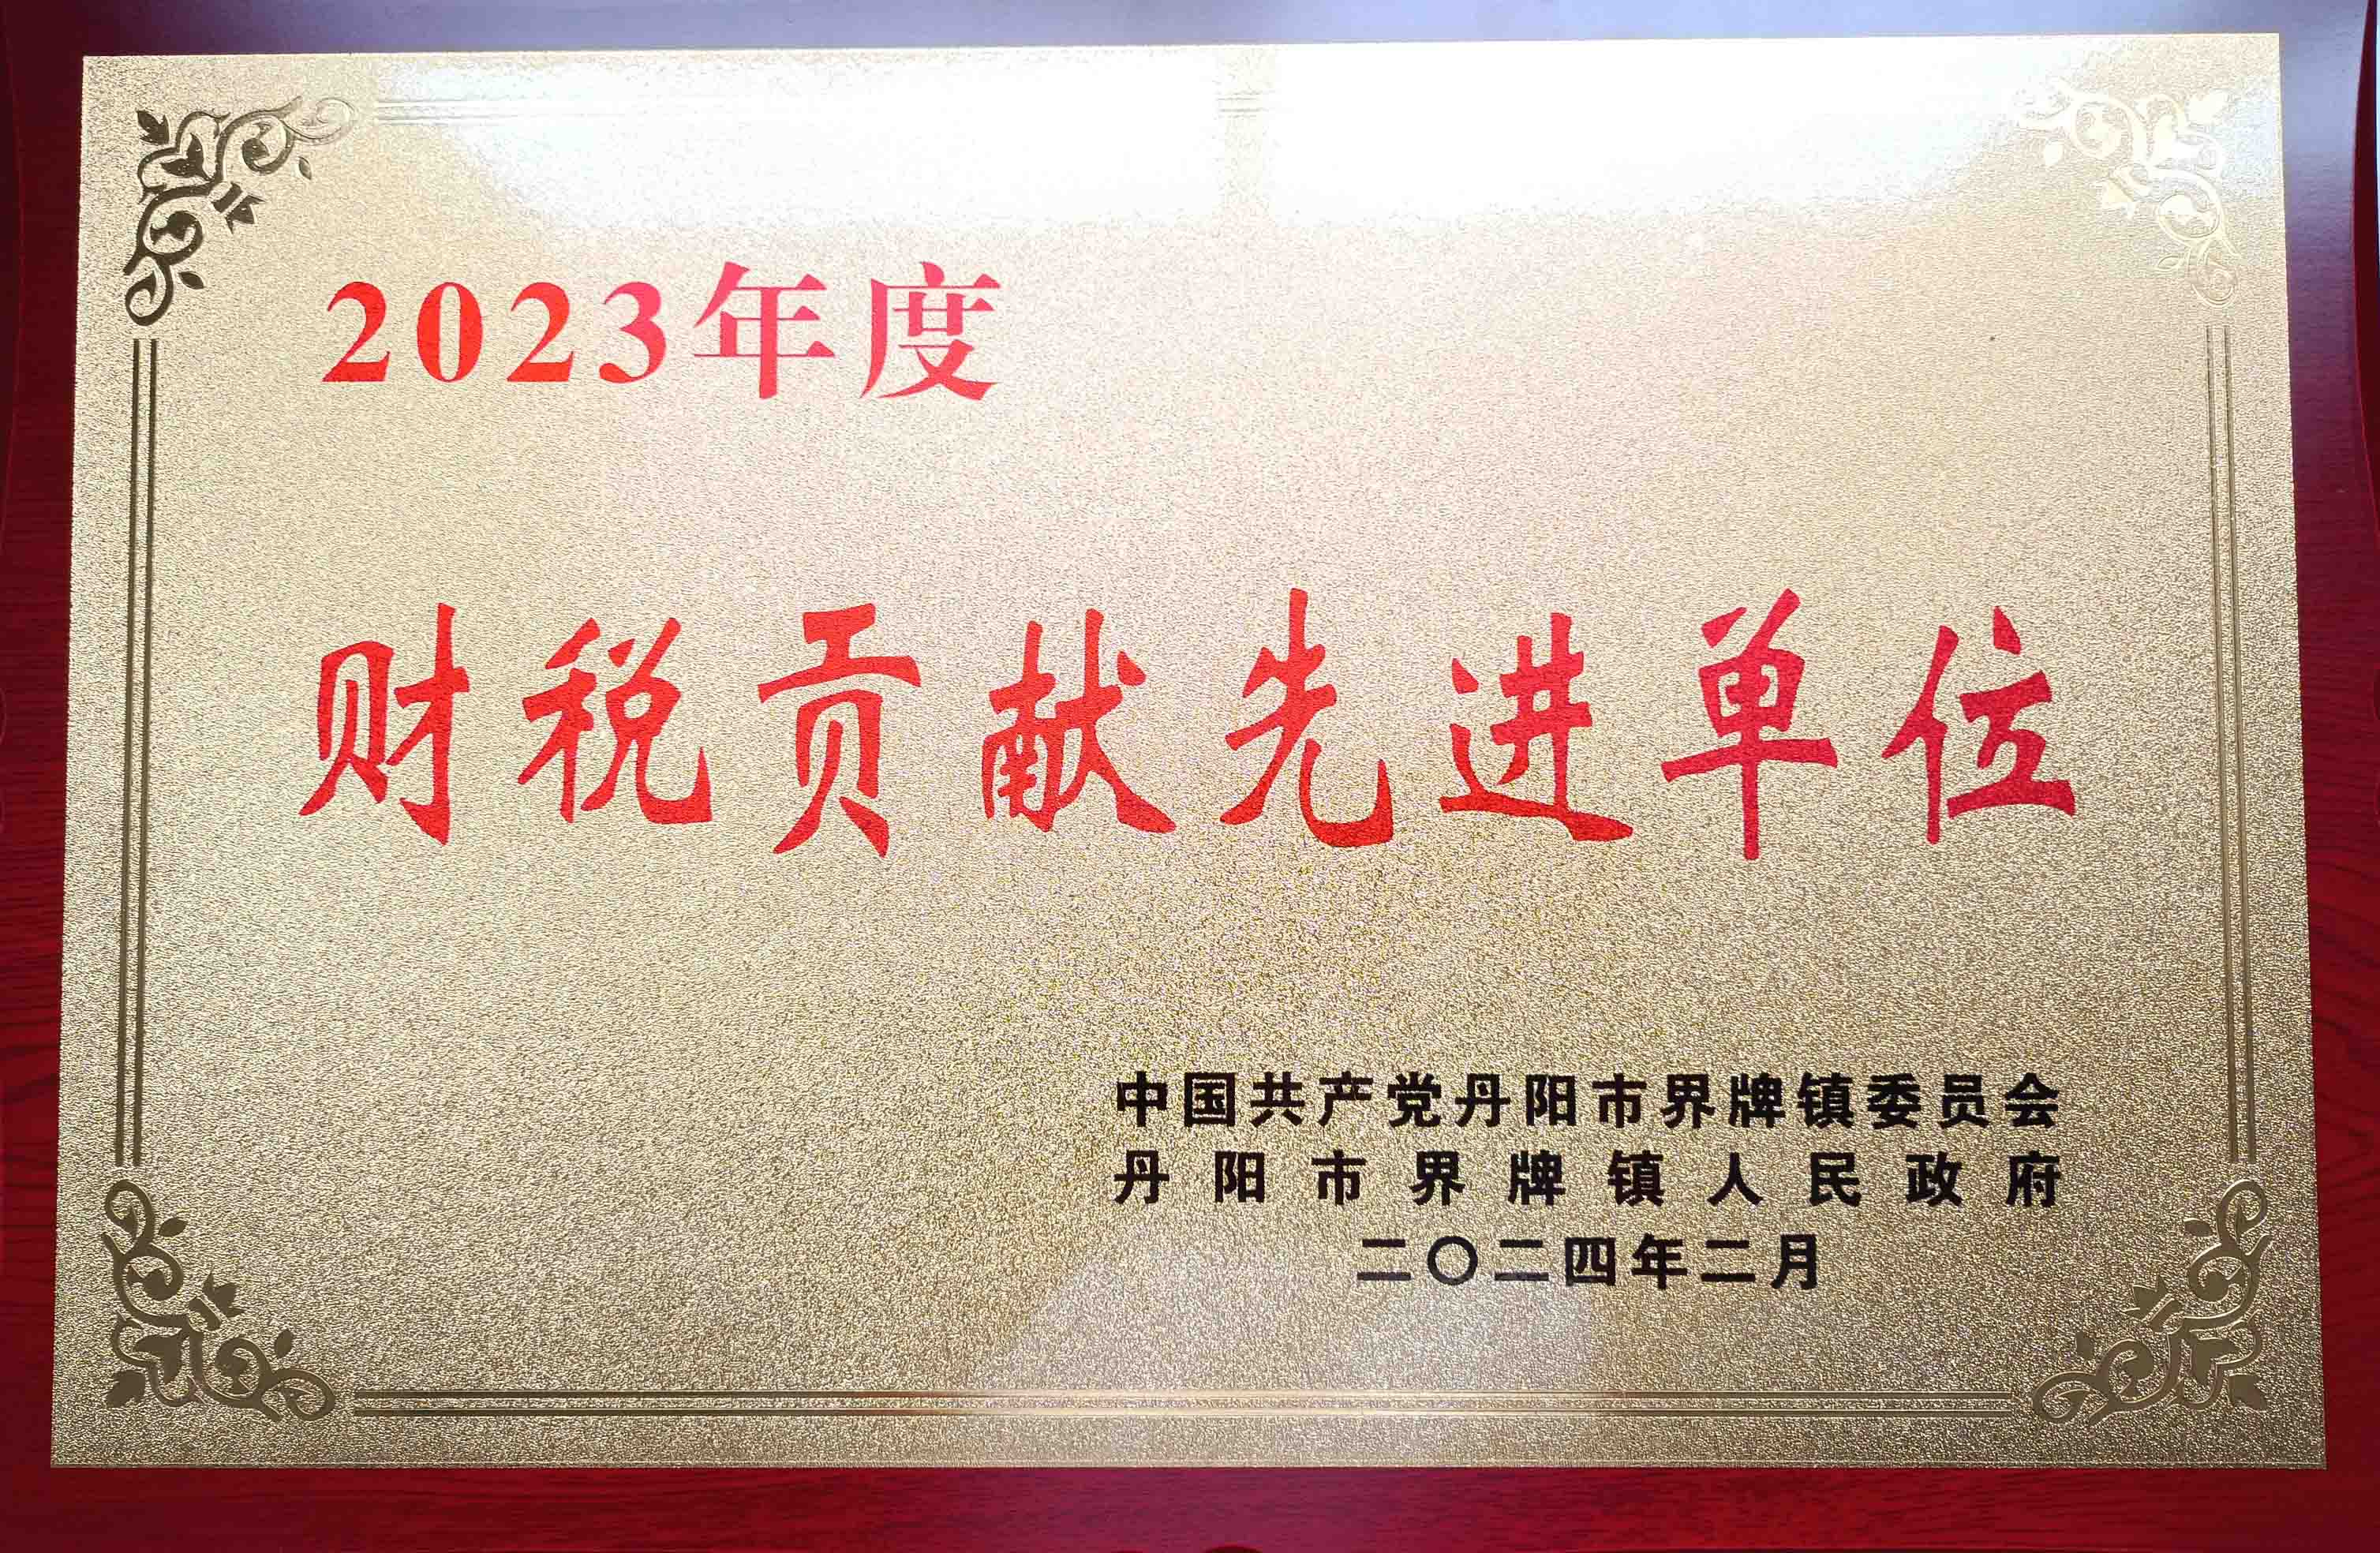 2023年度
财税贡献先进单位
中国共产党丹阳市界牌镇委员会
丹阳市界牌镇人民政府
二〇二四年二月